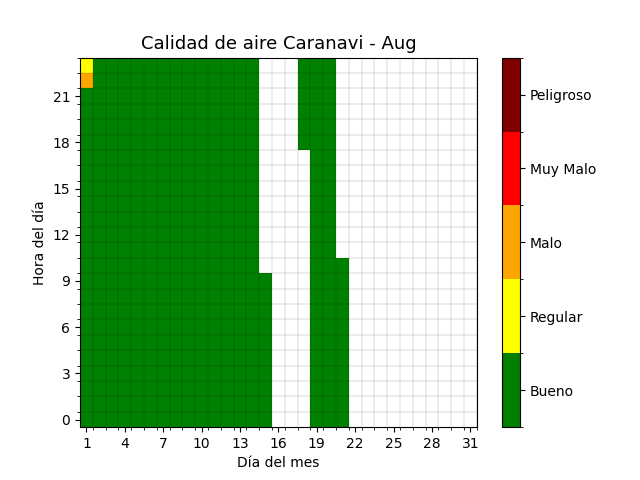 Calidad de aire Caranavi - Aug
Hora del día
21
18
15
12
9
6
3
0
1 4 7 10 13 16 19 22 25 28 31
Día del mes
Peligroso
Muy Malo
Malo
Regular
Bueno